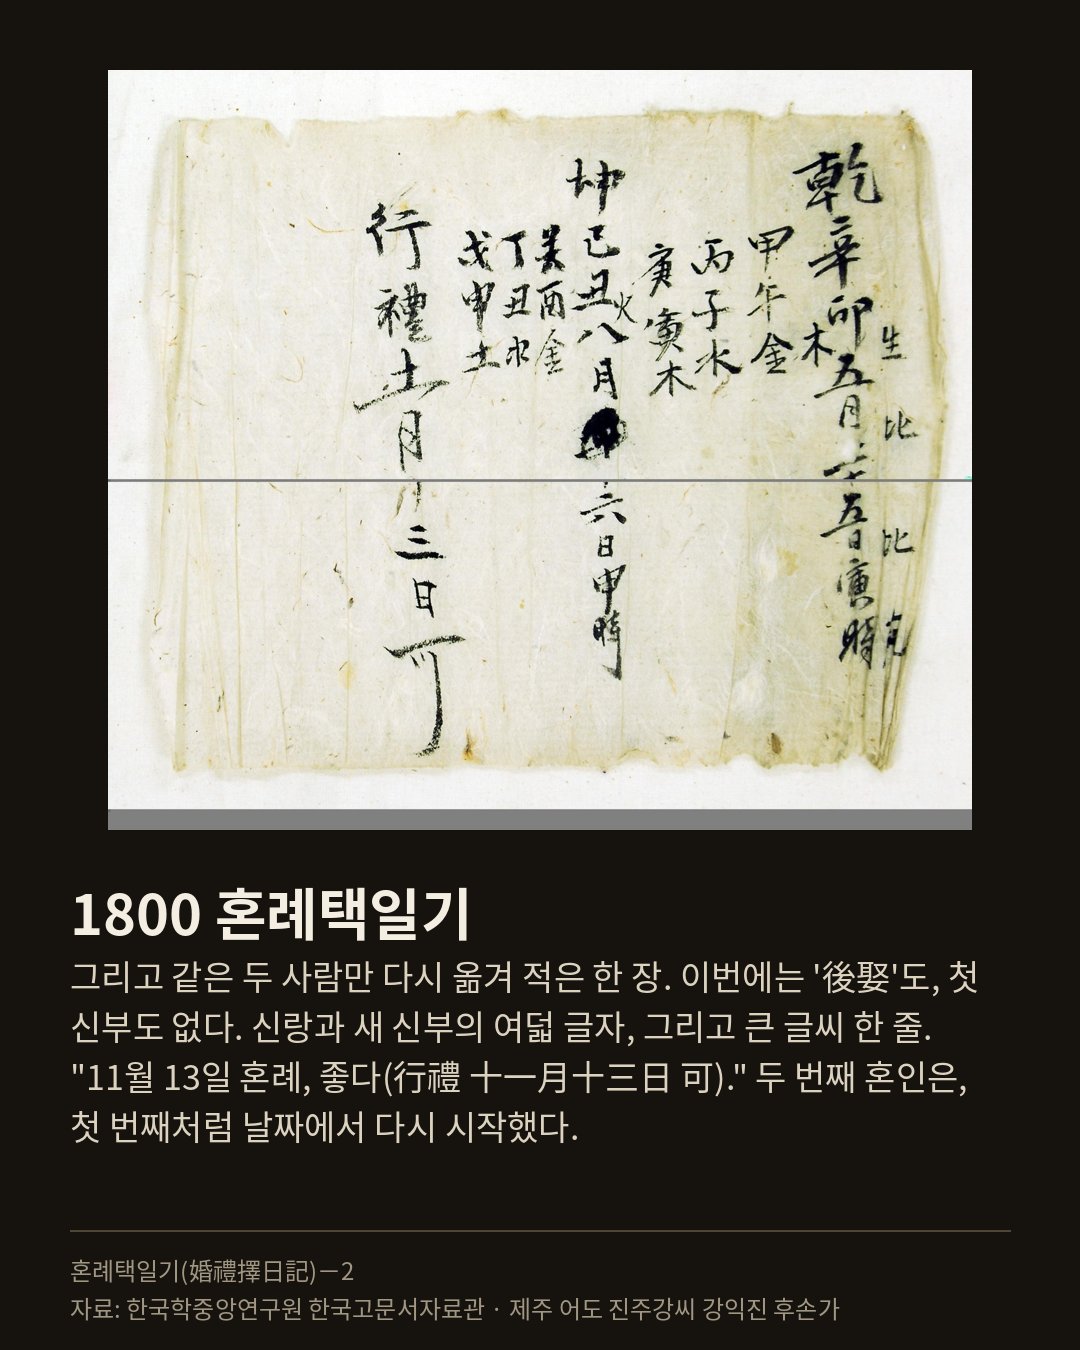 乾辛卯五月二十五日寅時
木
生
比
比
克
甲午金
丙子水
庚寅木
坤己丑八月
火
六日申時
癸酉金
丁丑水
戊申土
行禮十一月十三日可
1800 혼례택일기
그리고 같은 두 사람만 다시 옮겨 적은 한 장. 이번에는 '後娶'도, 첫
신부도 없다. 신랑과 새 신부의 여덟 글자, 그리고 큰 글씨 한 줄.
"11월 13일 혼례, 좋다(行禮 十一月十三日 可)." 두 번째 혼인은,
첫 번째처럼 날짜에서 다시 시작했다.
혼례택일기(婚禮擇日記)－2
자료: 한국학중앙연구원 한국고문서자료관 · 제주 어도 진주강씨 강익진 후손가